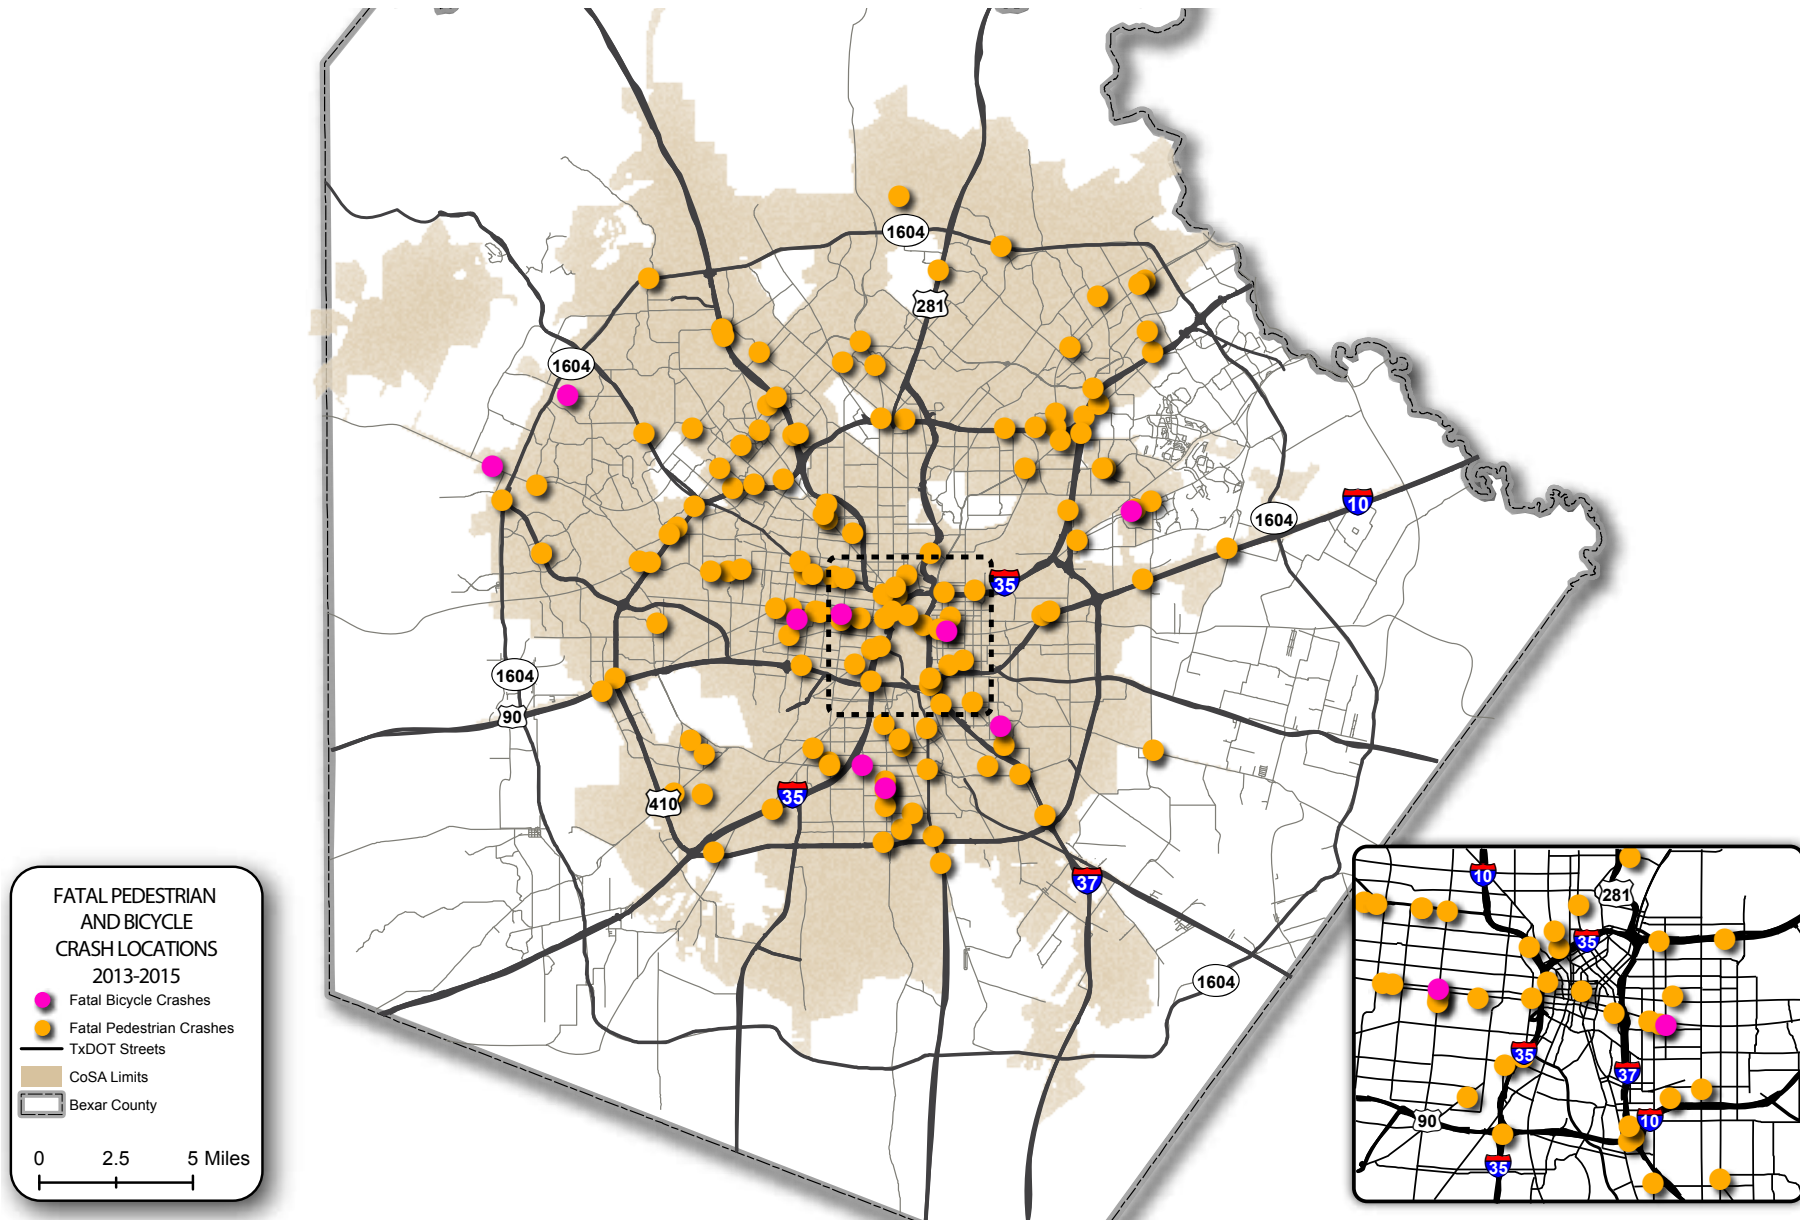 1604
281
1604
10
1604
35
1604
90
410
35
37
1604
FATAL PEDESTRIAN
AND BICYCLE
CRASH LOCATIONS
2013-2015
Fatal Bicycle Crashes
Fatal Pedestrian Crashes
TxDOT Streets
CoSA Limits
Bexar County
0 2.5 5 Miles
10
281
35
35
37
90
10
35